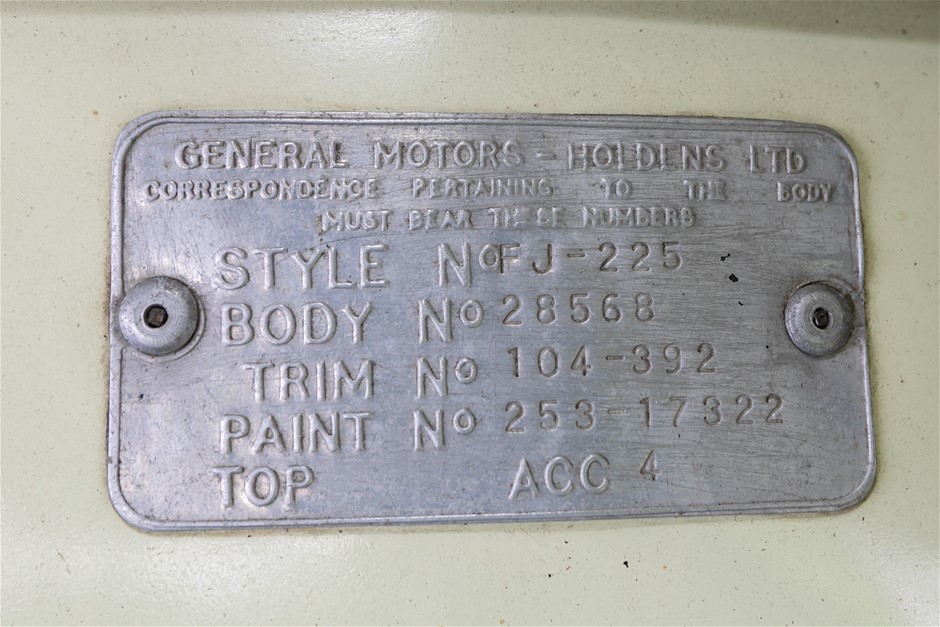 GENERAL MOTORS - HOLDENS LTD
CORRESPONDENCE PERTAINING TO THE BODY
MUST BEAR THESE NUMBERS
STYLE No FJ-225
BODY No 28568
TRIM No 104-392
PAINT No 253-17322
TOP ACC 4